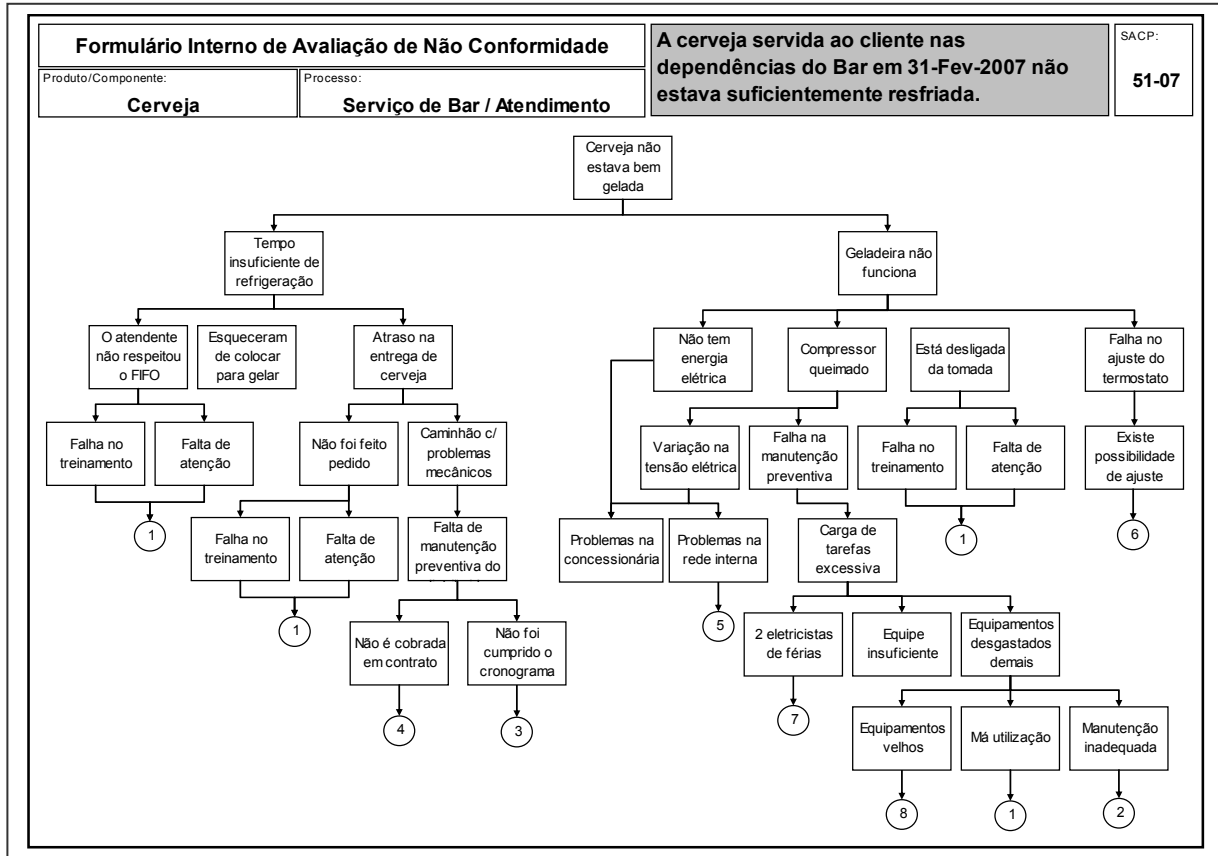 Formulário Interno de Avaliação de Não Conformidade
Produto/Componente:
Cerveja
Processo:
Serviço de Bar / Atendimento
A cerveja servida ao cliente nas
dependências do Bar em 31-Fev-2007 não
estava suficientemente resfriada.
SACP:
51-07
Cerveja não
estava bem
gelada
Tempo
insuficiente de
refrigeração
Geladeira não
funciona
O atendente
não respeitou
o FIFO
Esqueceram
de colocar
para gelar
Atraso na
entrega de
cerveja
Não tem
energia
elétrica
Compressor
queimado
Está desligada
da tomada
Falha no
ajuste do
termostato
Falha no
treinamento
Falta de
atenção
Não foi feito
pedido
Caminhão c/
problemas
mecânicos
Variação na
tensão elétrica
Falha na
manutenção
preventiva
Falha no
treinamento
Falta de
atenção
Existe
possibilidade
de ajuste
1
Falha no
treinamento
Falta de
atenção
Falta de
manutenção
preventiva do
Problemas na
concessionária
Problemas na
rede interna
Carga de
tarefas
excessiva
1
6
1
Não é cobrada
em contrato
Não foi
cumprido o
cronograma
5
2 eletricistas
de férias
Equipe
insuficiente
Equipamentos
desgastados
demais
4
3
7
Equipamentos
velhos
Má utilização
Manutenção
inadequada
8
1
2